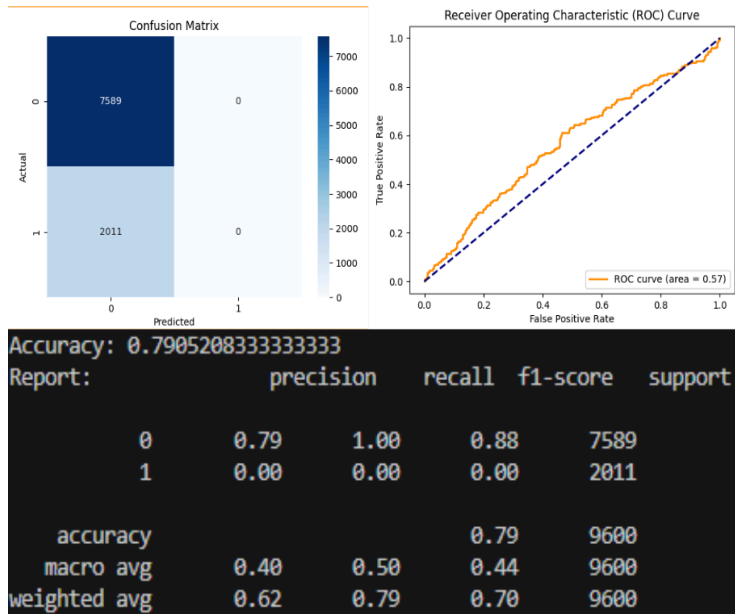 Confusion Matrix
7589 0
2011 0
0
1
Actual
0 1
Predicted
7000
6000
5000
4000
3000
2000
1000
0
Receiver Operating Characteristic (ROC) Curve
1.0
0.8
0.6
0.4
0.2
0.0
True Positive Rate
ROC curve (area = 0.57)
0.0 0.2 0.4 0.6 0.8 1.0
False Positive Rate
Accuracy: 0.7905208333333333
Report: precision recall f1-score support
0 0.79 1.00 0.88 7589
1 0.00 0.00 0.00 2011
accuracy 0.79 9600
macro avg 0.40 0.50 0.44 9600
weighted avg 0.62 0.79 0.70 9600